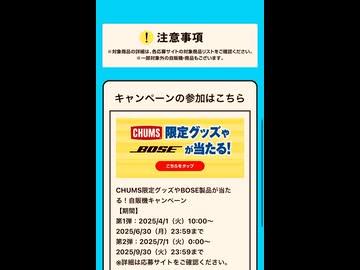 ! 注意事項
※対象商品の詳細は、各応募サイトの対象商品リストをご確認ください。
※一部対象外の自販機・商品もございます。
キャンペーンの参加はこちら
CHUMS 限定グッズや
BOSE が当たる!
こちらをタップ
CHUMS限定グッズやBOSE製品が当た
る！自販機キャンペーン
【期間】
第1弾：2025/4/1（火）10:00〜
2025/6/30（月）23:59まで
第2弾：2025/7/1（火）0:00〜
2025/9/30（火）23:59まで
※詳細は応募サイトをご確認ください。